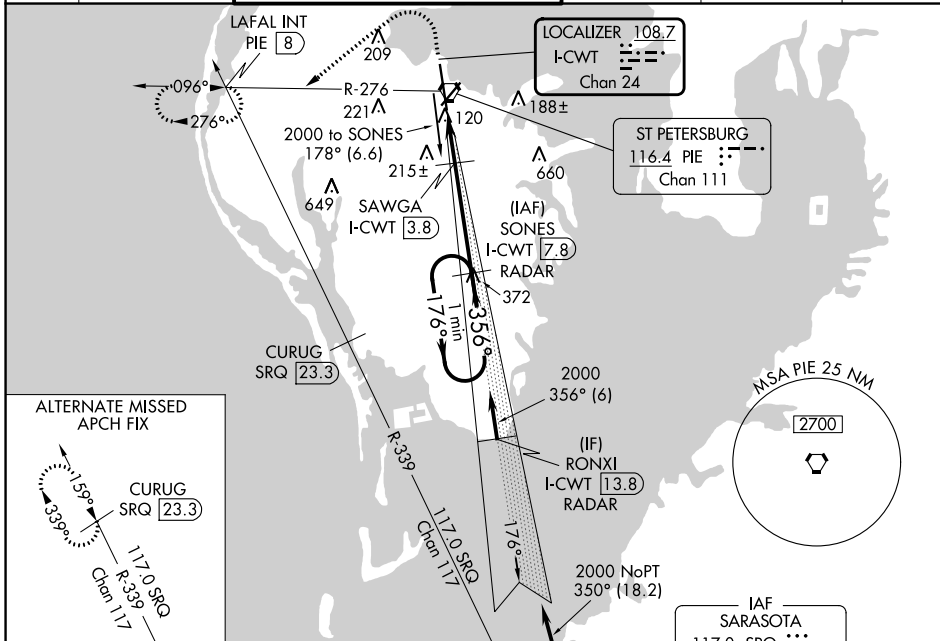 LAFAL INT
PIE 8
209
LOCALIZER 108.7
I-CWT
Chan 24
096°
276°
R-276
221
120
188±
2000 to SONES
178° (6.6)
215±
660
ST PETERSBURG
116.4 PIE
Chan 111
649
SAWGA
I-CWT 3.8
(IAF)
SONES
I-CWT 7.8
RADAR
372
176°
1 min
356°
CURUG
SRQ 23.3
2000
356° (6)
MSA PIE 25 NM
2700
(IF)
RONXI
I-CWT 13.8
RADAR
R-339
117.0 SRQ
Chan 117
176°
2000 NoPT
350° (18.2)
ALTERNATE MISSED
APCH FIX
159°
339°
CURUG
SRQ 23.3
117.0 SRQ
R-339
Chan 117
IAF
SARASOTA
117.0 SRQ